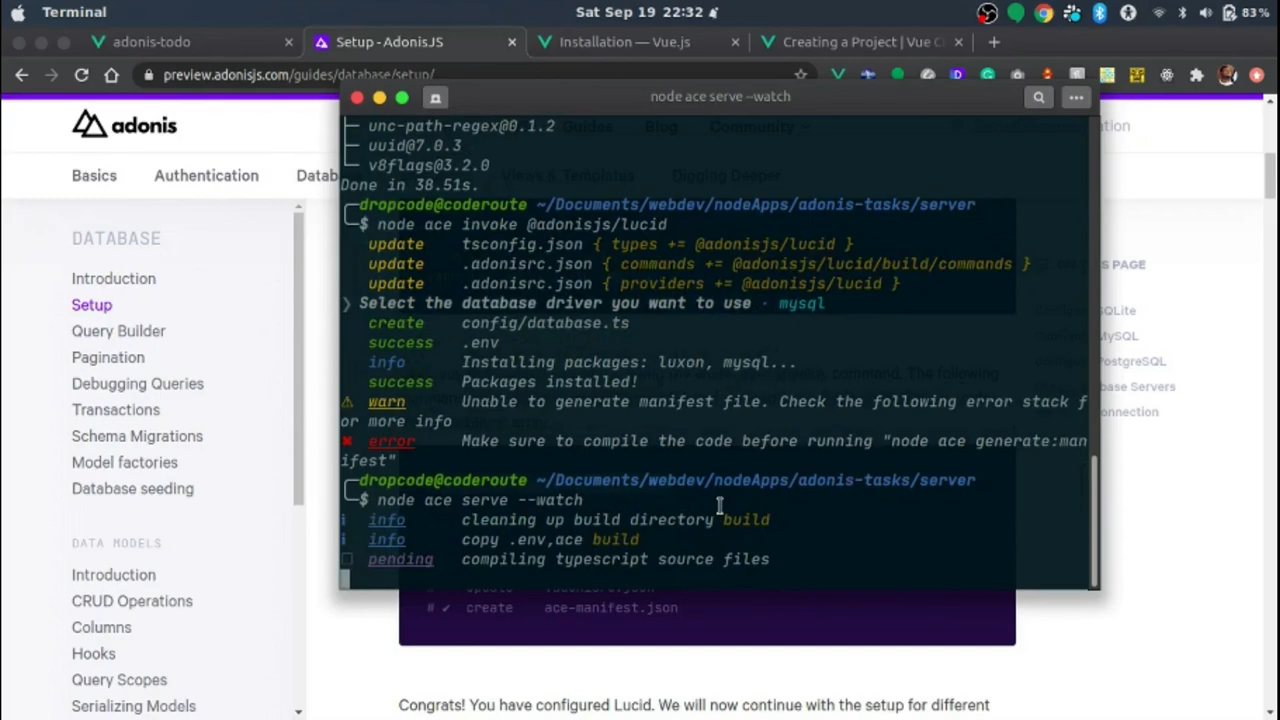 Terminal
Sat Sep 19 22:32
83%
adonis-todo
Setup - AdonisJS
Installation — Vue.js
Creating a Project | Vue C
preview.adonisjs.com/guides/database/setup/
node ace serve --watch
adonis
Guides
Blog
Community
Basics
Authentication
Views & Templates
Digging Deeper
DATABASE
Introduction
Setup
Query Builder
Pagination
Debugging Queries
Transactions
Schema Migrations
Model factories
Database seeding
DATA MODELS
Introduction
CRUD Operations
Columns
Hooks
Query Scopes
Serializing Models
├─ unc-path-regex@0.1.2
├─ uuid@7.0.3
└─ v8flags@3.2.0
Done in 38.51s.
dropcode@coderoute ~/Documents/webdev/nodeApps/adonis-tasks/server
$ node ace invoke @adonisjs/lucid
update tsconfig.json { types += @adonisjs/lucid }
update .adonisrc.json { commands += @adonisjs/lucid/build/commands }
update .adonisrc.json { providers += @adonisjs/lucid }
❯ Select the database driver you want to use · mysql
create config/database.ts
success .env
info Installing packages: luxon, mysql...
success Packages installed!
⚠ warn Unable to generate manifest file. Check the following error stack f
or more info
✖ error Make sure to compile the code before running "node ace generate:man
ifest"
dropcode@coderoute ~/Documents/webdev/nodeApps/adonis-tasks/server
$ node ace serve --watch
ℹ info cleaning up build directory build
ℹ info copy .env,ace build
pending compiling typescript source files
# ✔ create ace-manifest.json
Congrats! You have configured Lucid. We will now continue with the setup for different
PAGE